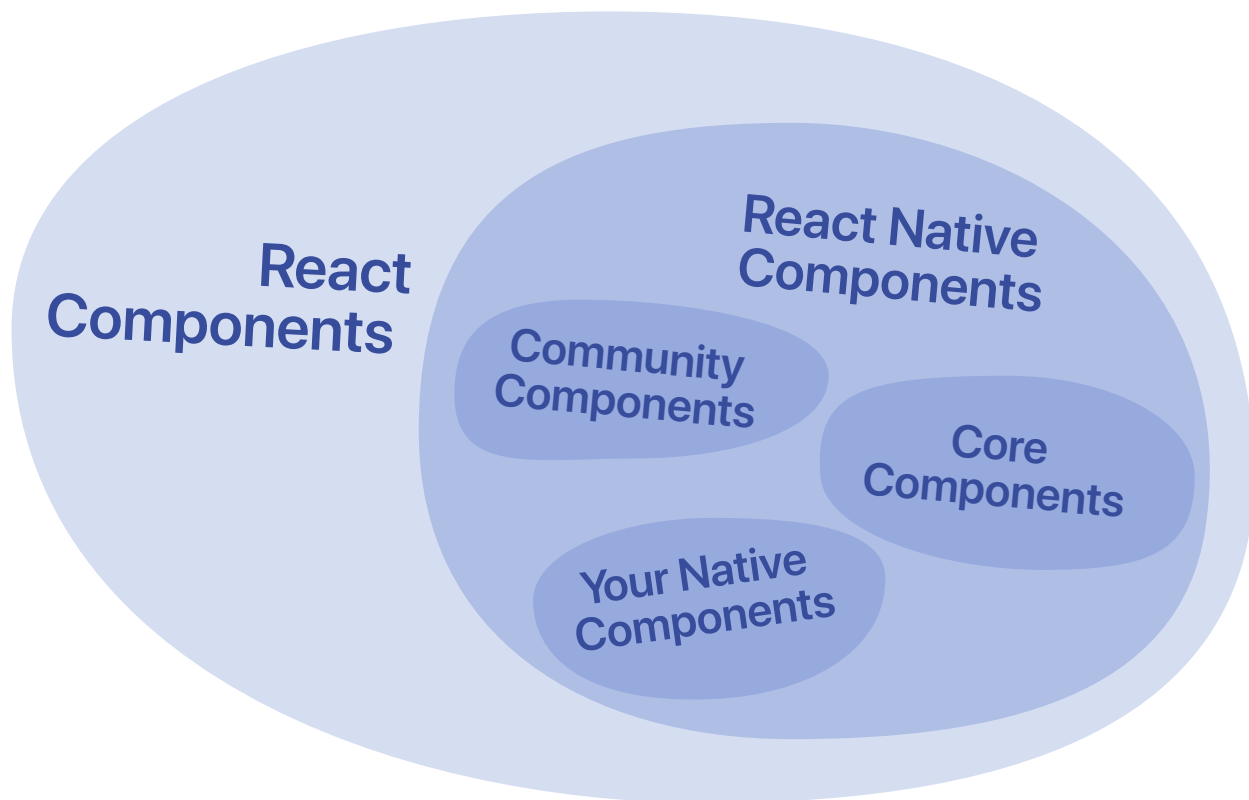 React
Components
React Native
Components
Community
Components
Core
Components
Your Native
Components